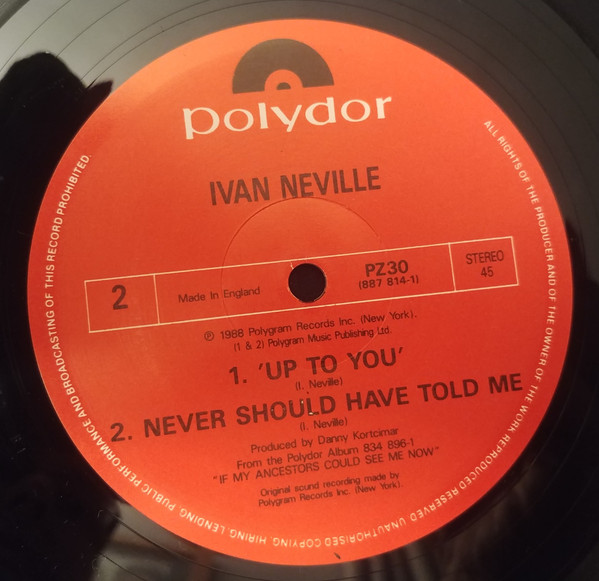 polydor
IVAN NEVILLE
2
Made In England
PZ30
(887 814-1)
STEREO
45
℗ 1988 Polygram Records Inc. (New York).
(1 & 2) Polygram Music Publishing Ltd.
1. 'UP TO YOU'
(I. Neville)
2. NEVER SHOULD HAVE TOLD ME
(I. Neville)
Produced by Danny Kortcimar
From the Polydor Album 834 896-1
"IF MY ANCESTORS COULD SEE ME NOW"
Original sound recording made by
Polygram Records Inc. (New York).
ALL RIGHTS OF THE PRODUCER AND OF THE OWNER OF THE WORK REPRODUCED RESERVED. UNAUTHORISED COPYING, HIRING, LENDING, PUBLIC PERFORMANCE AND BROADCASTING OF THIS RECORD PROHIBITED.